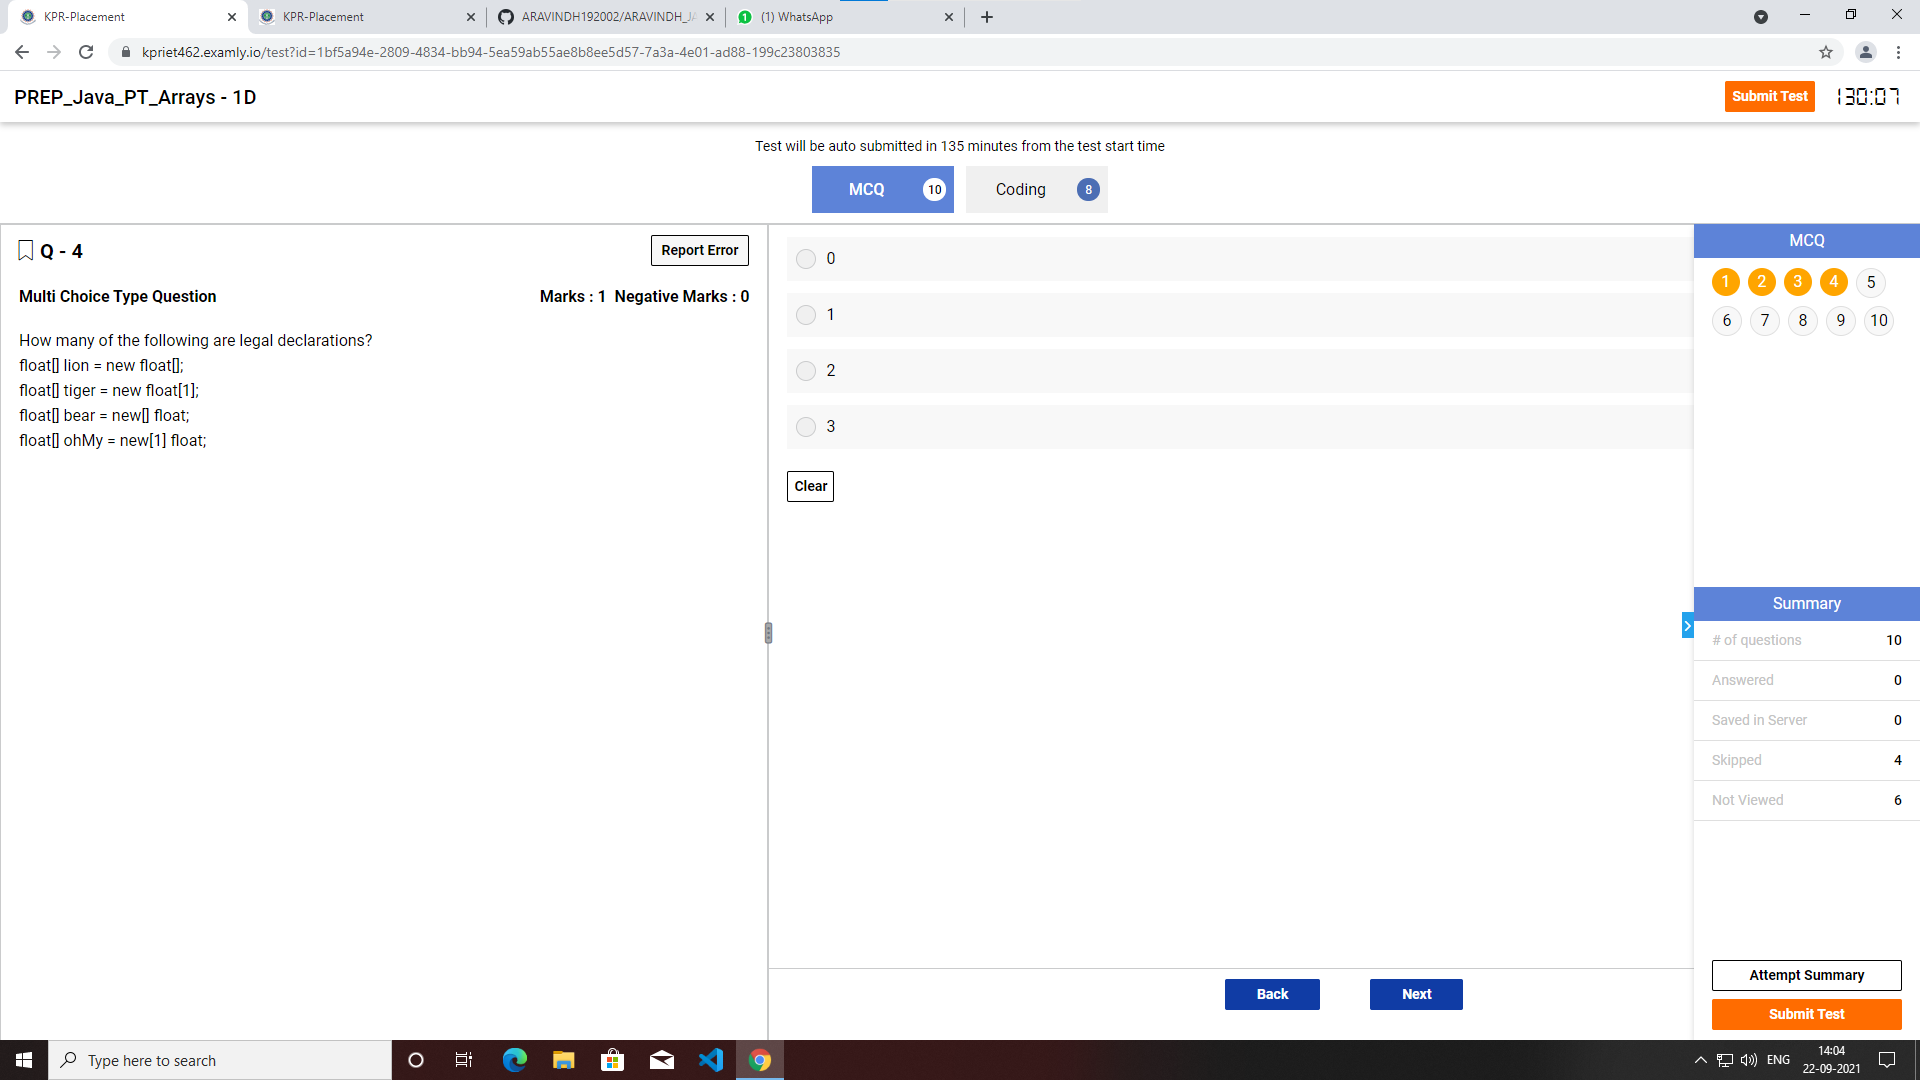 KPR-Placement
KPR-Placement
ARAVINDH192002/ARAVINDH_JA
(1) WhatsApp
kpriet462.examly.io/test?id=1bf5a94e-2809-4834-bb94-5ea59ab55ae8b8ee5d57-7a3a-4e01-ad88-199c23803835
PREP_Java_PT_Arrays - 1D
Submit Test
130:07
Test will be auto submitted in 135 minutes from the test start time
MCQ 10
Coding 8
Q - 4
Report Error
Multi Choice Type Question
Marks : 1 Negative Marks : 0
How many of the following are legal declarations?
float[] lion = new float[];
float[] tiger = new float[1];
float[] bear = new[] float;
float[] ohMy = new[1] float;
0
1
2
3
Clear
Back
Next
MCQ
1 2 3 4 5
6 7 8 9 10
Summary
# of questions 10
Answered 0
Saved in Server 0
Skipped 4
Not Viewed 6
Attempt Summary
Submit Test
Type here to search
ENG
14:04
22-09-2021